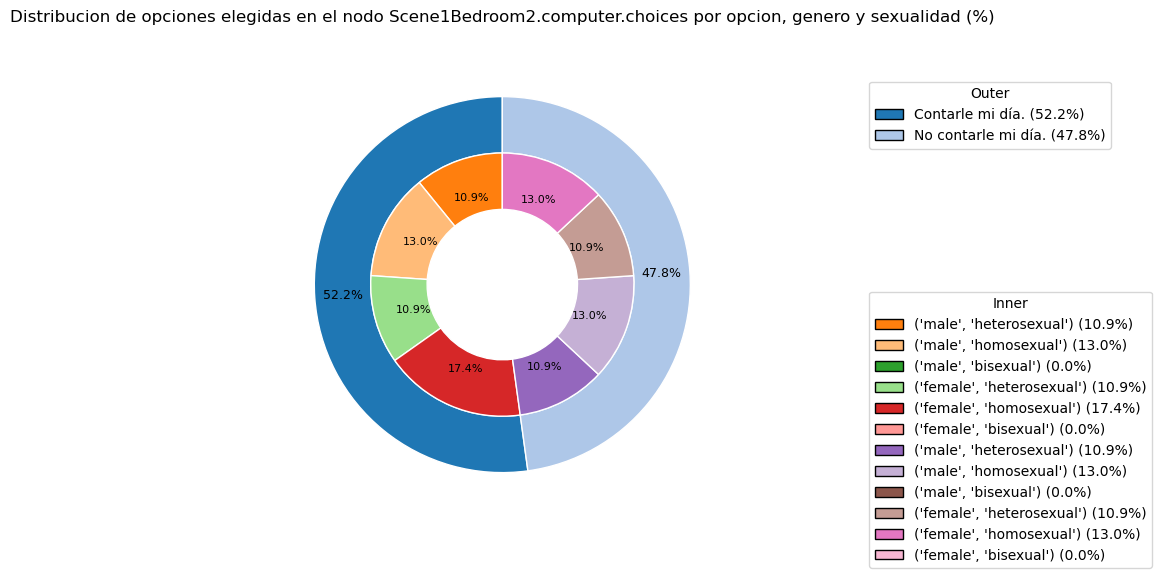 Distribucion de opciones elegidas en el nodo Scene1Bedroom2.computer.choices por opcion, genero y sexualidad (%)
52.2%
47.8%
10.9%
13.0%
10.9%
17.4%
10.9%
13.0%
10.9%
13.0%
Outer
Contarle mi día. (52.2%)
No contarle mi día. (47.8%)
Inner
('male', 'heterosexual') (10.9%)
('male', 'homosexual') (13.0%)
('male', 'bisexual') (0.0%)
('female', 'heterosexual') (10.9%)
('female', 'homosexual') (17.4%)
('female', 'bisexual') (0.0%)
('male', 'heterosexual') (10.9%)
('male', 'homosexual') (13.0%)
('male', 'bisexual') (0.0%)
('female', 'heterosexual') (10.9%)
('female', 'homosexual') (13.0%)
('female', 'bisexual') (0.0%)